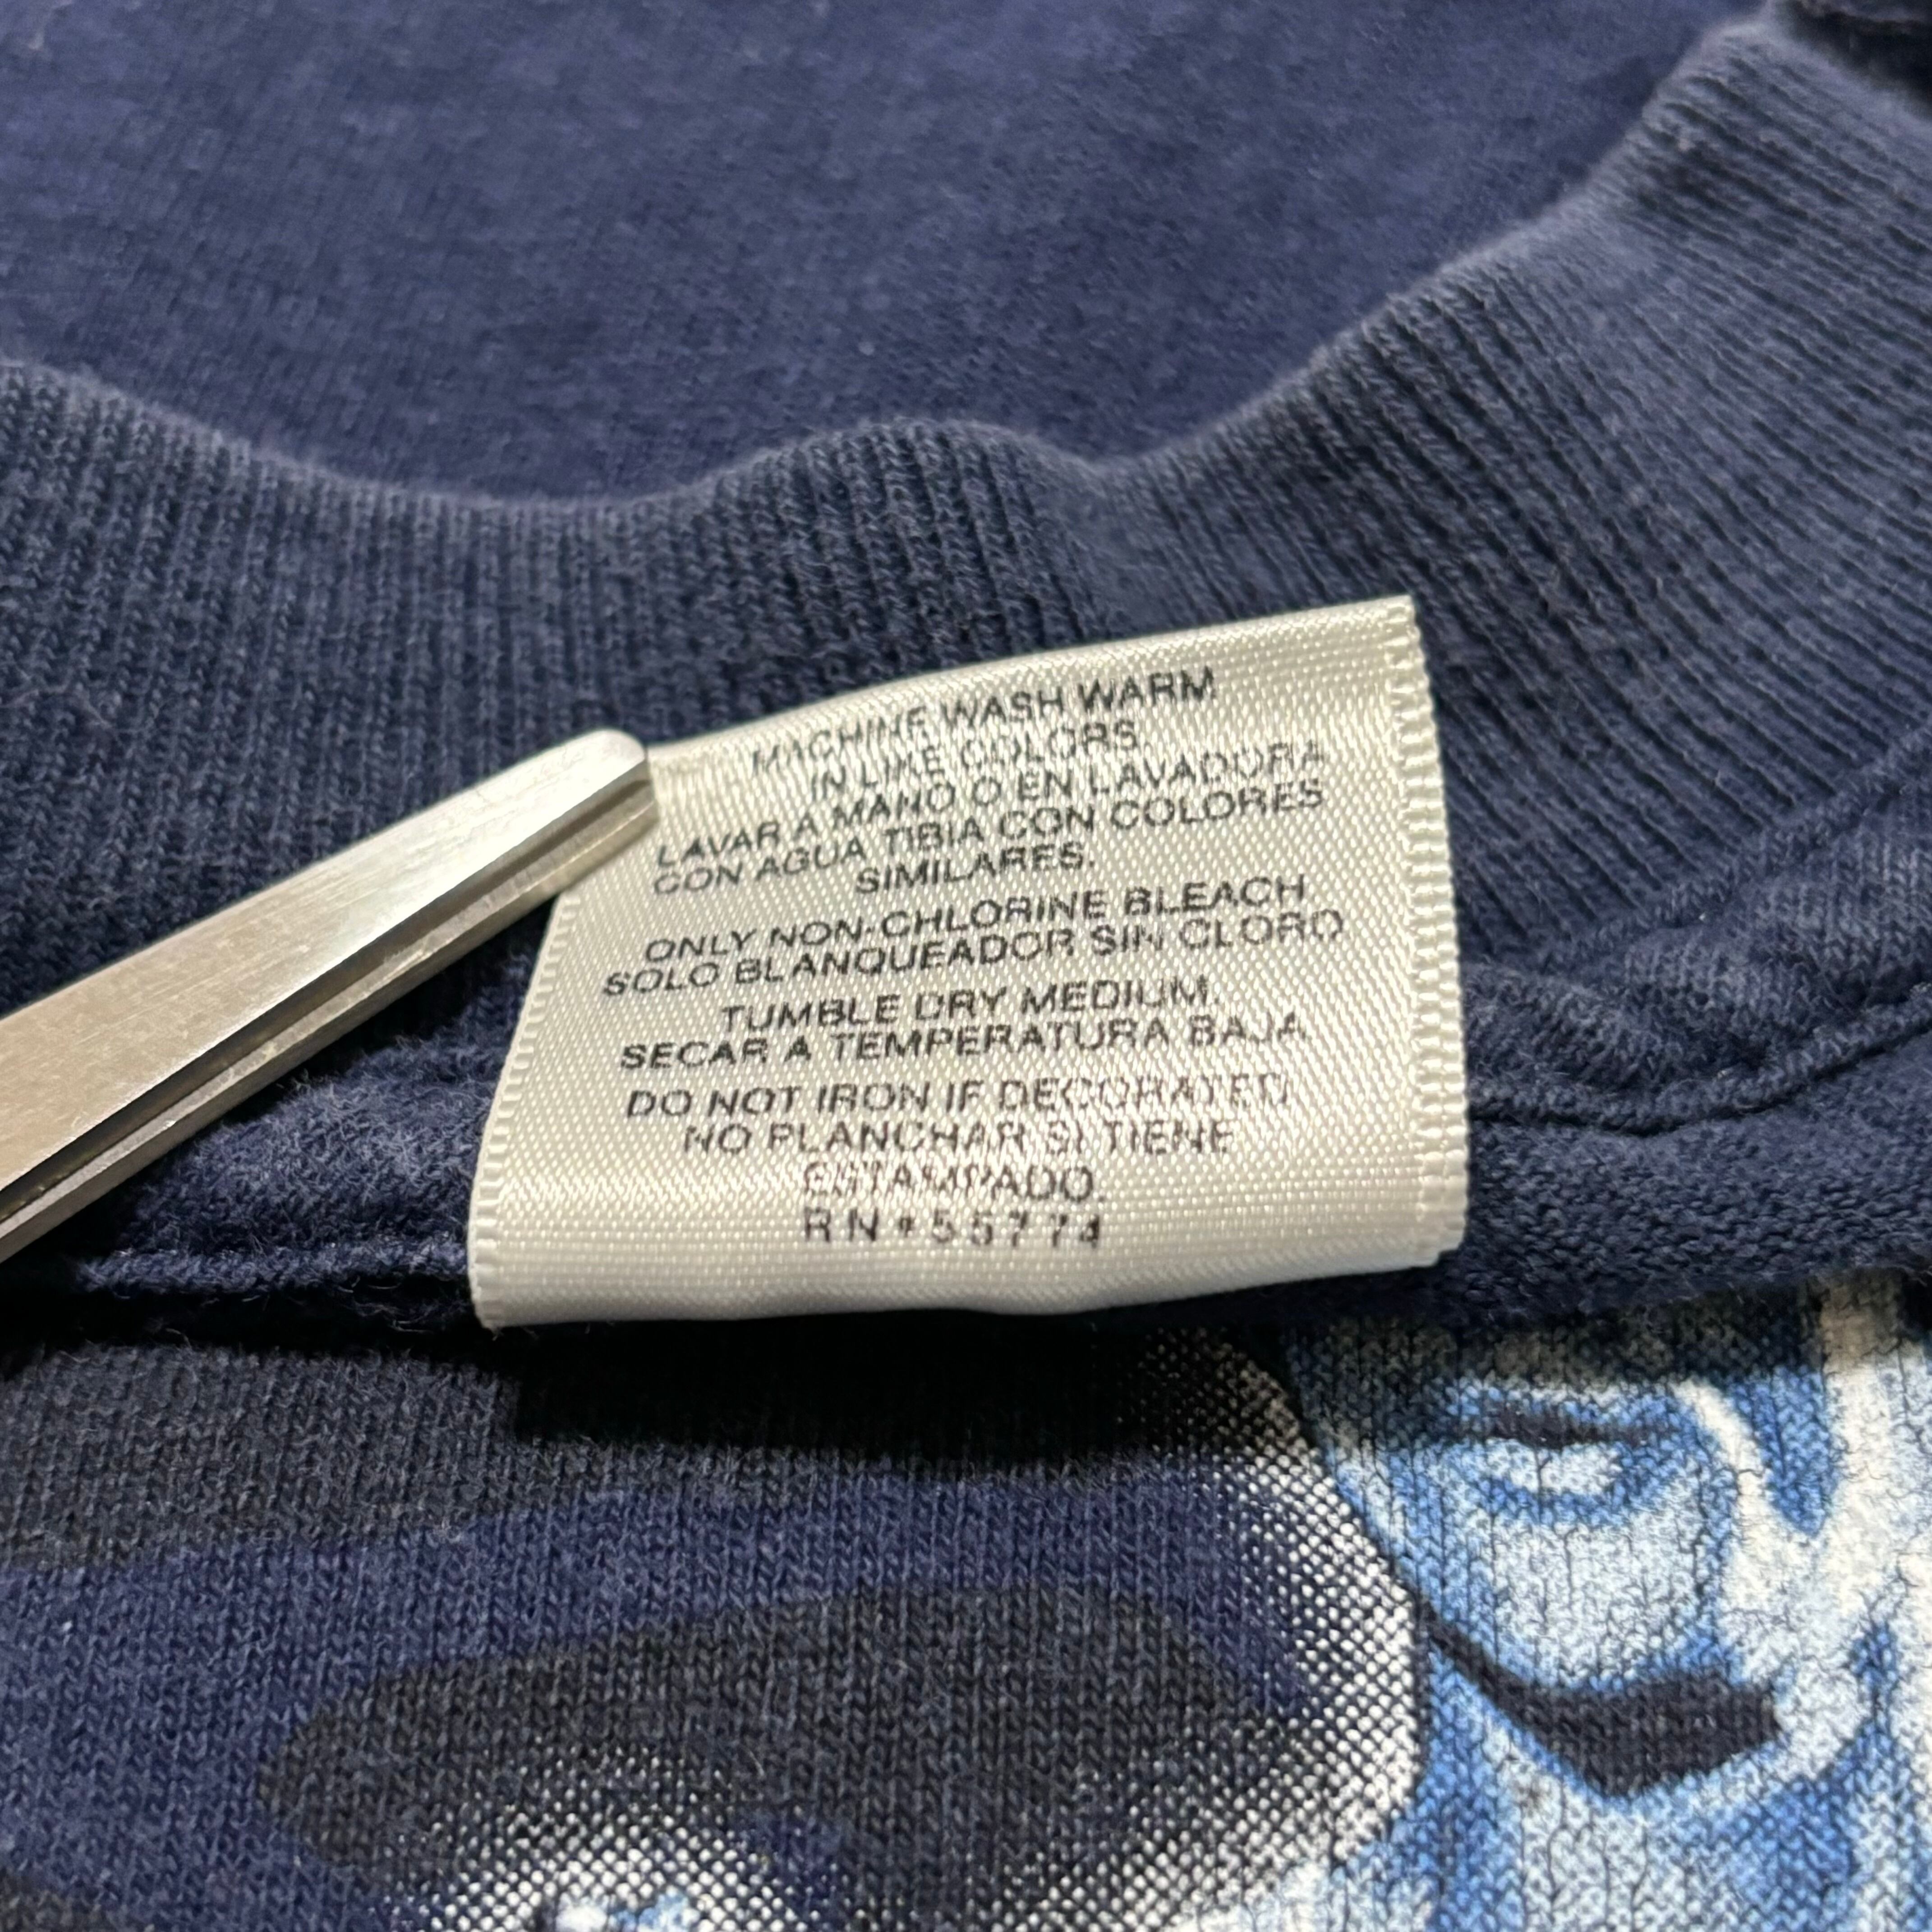 MACHINE WASH WARM
IN LIKE COLORS
LAVAR A MANO O EN LAVADORA
CON AGUA TIBIA CON COLORES
SIMILARES.
ONLY NON-CHLORINE BLEACH
SOLO BLANQUEADOR SIN CLORO
TUMBLE DRY MEDIUM.
SECAR A TEMPERATURA BAJA
DO NOT IRON IF DECORATED
NO PLANCHAR SI TIENE
ESTAMPADO.
RN*55774